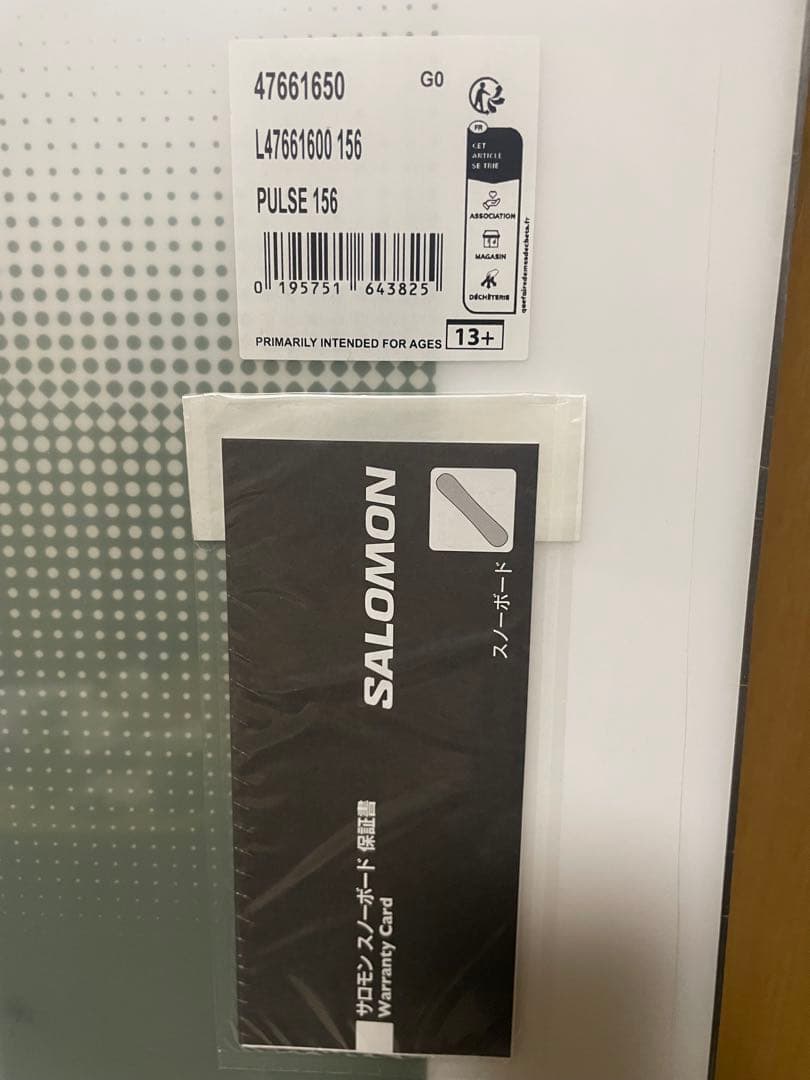 47661650
G0
L47661600 156
PULSE 156
0 195751 643825
PRIMARILY INTENDED FOR AGES 13+
FR
CET
ARTICLE
SE TRIE
ASSOCIATION
MAGASIN
DÉCHÈTERIE
quefairedemesdechets.fr
SALOMON
スノーボード
サロモン スノーボード 保証書
Warranty Card